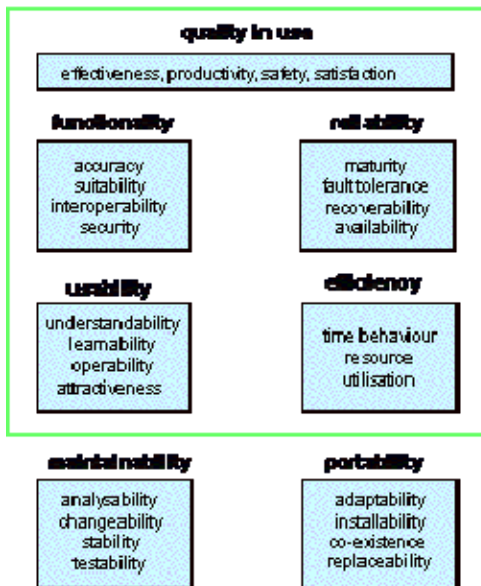 quality in use
effectiveness, productivity, safety, satisfaction
functionality
accuracy
suitability
interoperability
security
reliability
maturity
fault tolerance
recoverability
availability
usability
understandability
learnability
operability
attractiveness
efficiency
time behaviour
resource
utilisation
maintainability
analysability
changeability
stability
testability
portability
adaptability
installability
co-existence
replaceability